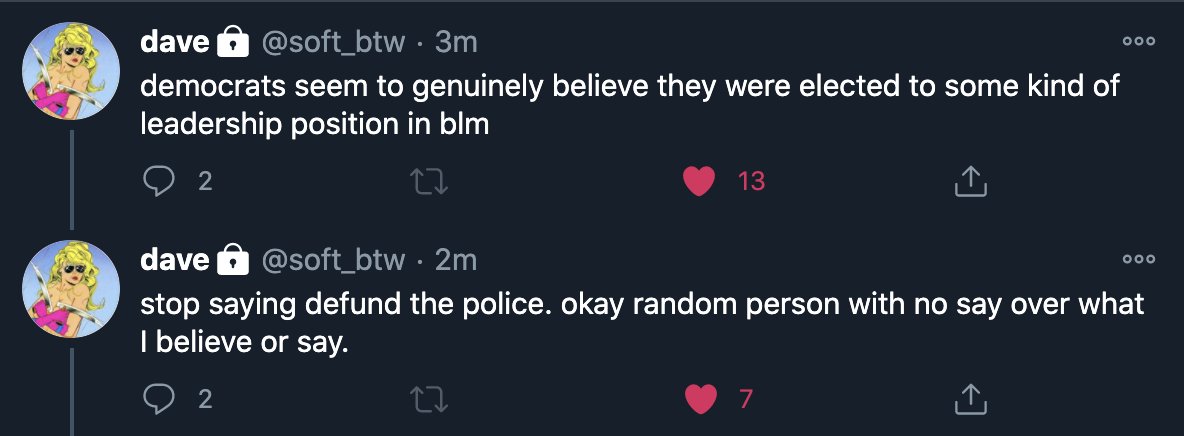 dave @soft_btw · 3m
democrats seem to genuinely believe they were elected to some kind of
leadership position in blm
2 13
dave @soft_btw · 2m
stop saying defund the police. okay random person with no say over what
I believe or say.
2 7